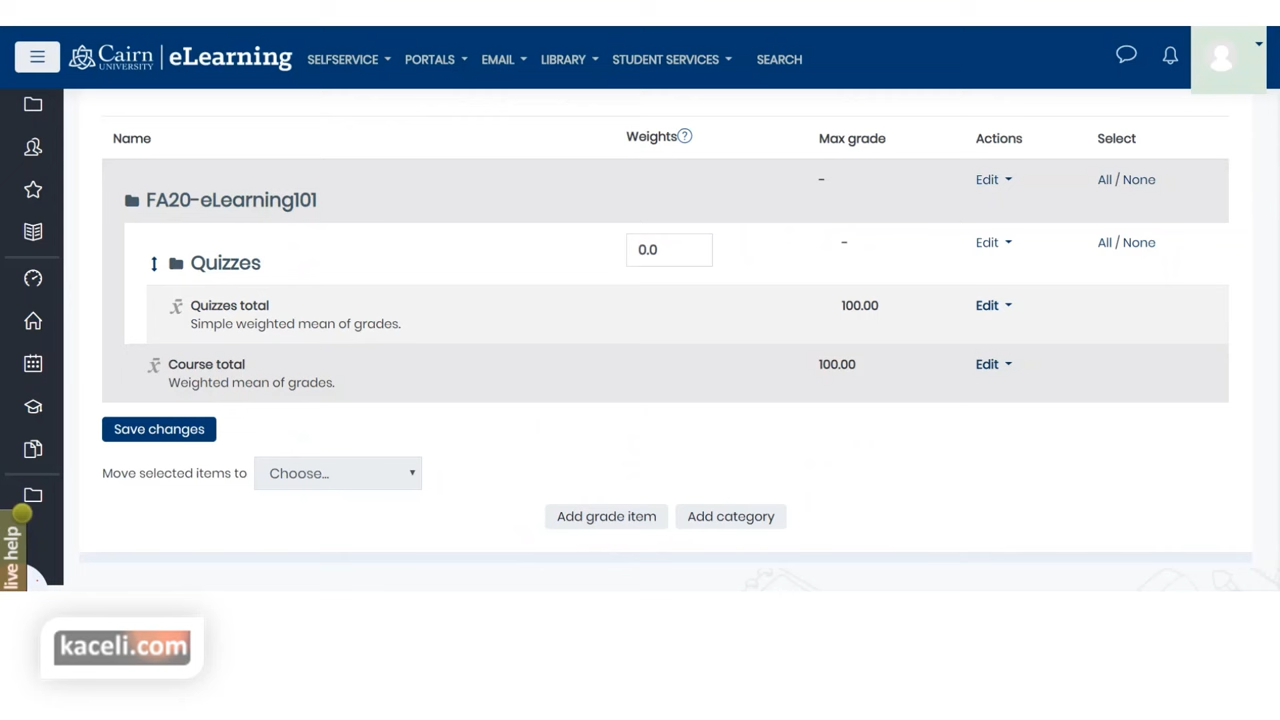 Cairn UNIVERSITY eLearning SELFSERVICE PORTALS EMAIL LIBRARY STUDENT SERVICES SEARCH
Name Weights? Max grade Actions Select
FA20-eLearning101 - Edit All / None
Quizzes 0.0 - Edit All / None
Quizzes total 100.00 Edit
Simple weighted mean of grades.
Course total 100.00 Edit
Weighted mean of grades.
Save changes
Move selected items to Choose...
Add grade item Add category
live help
kaceli.com